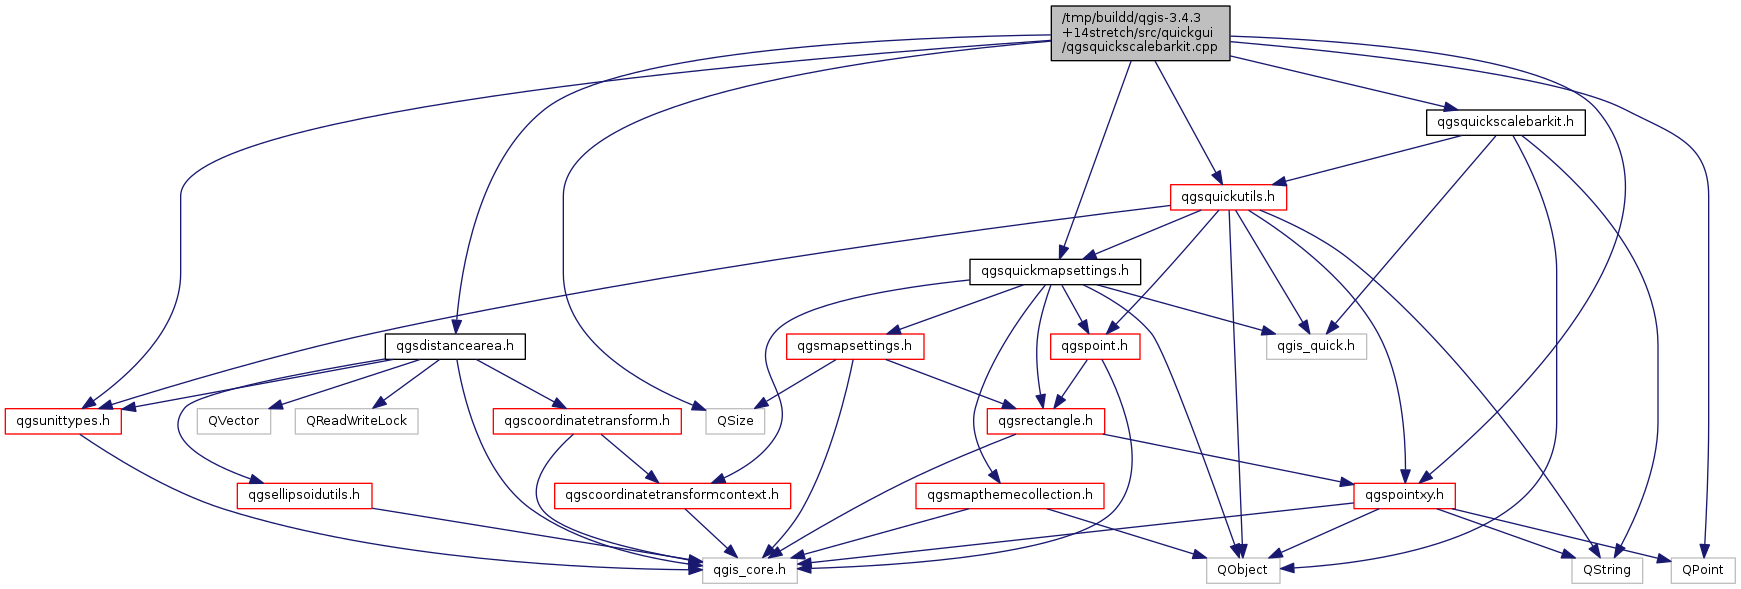 /tmp/buildd/qgis-3.4.3
+14stretch/src/quickgui
/qgsquickscalebarkit.cpp
qgsquickscalebarkit.h
qgsquickutils.h
qgsquickmapsettings.h
qgsdistancearea.h
qgsmapsettings.h
qgspoint.h
qgis_quick.h
qgsunittypes.h
QVector
QReadWriteLock
qgscoordinatetransform.h
QSize
qgsrectangle.h
qgsellipsoidutils.h
qgscoordinatetransformcontext.h
qgsmapthemecollection.h
qgspointxy.h
qgis_core.h
QObject
QString
QPoint